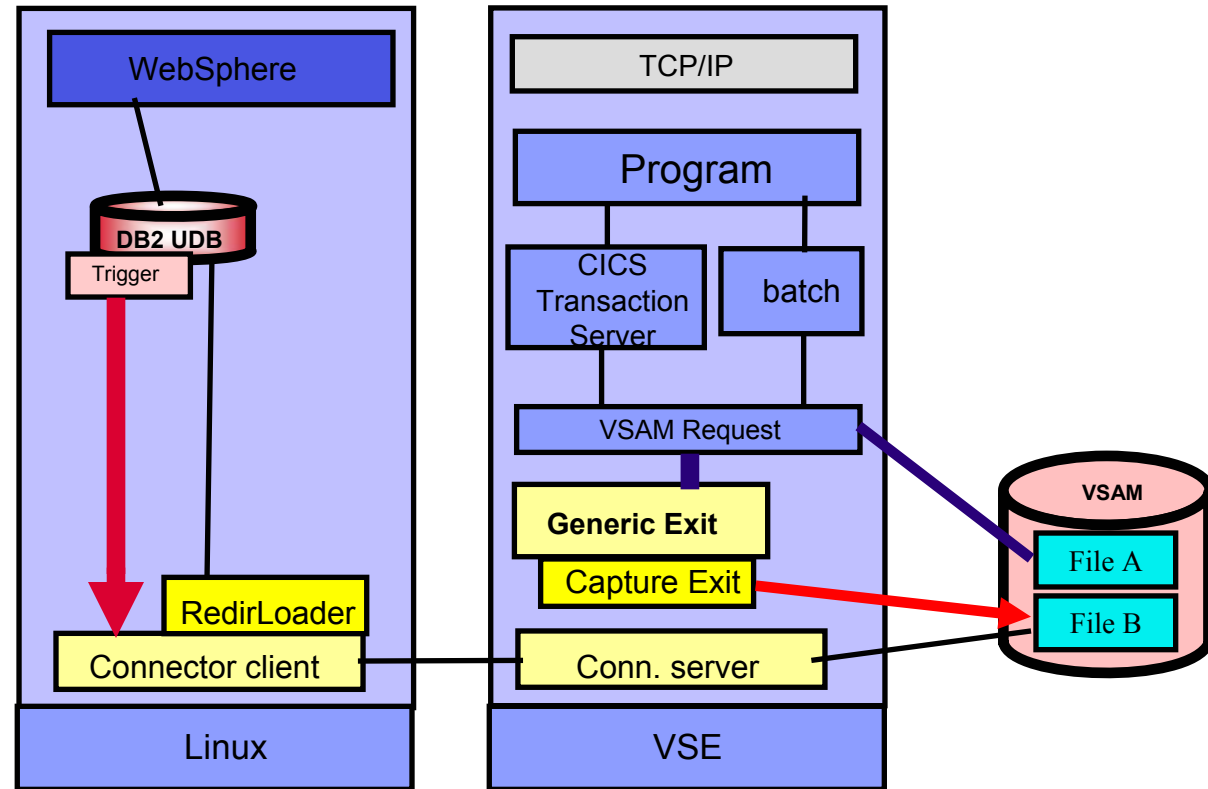 WebSphere
DB2 UDB
Trigger
RedirLoader
Connector client
Linux
TCP/IP
Program
CICS
Transaction
Server
batch
VSAM Request
Generic Exit
Capture Exit
Conn. server
VSE
VSAM
File A
File B